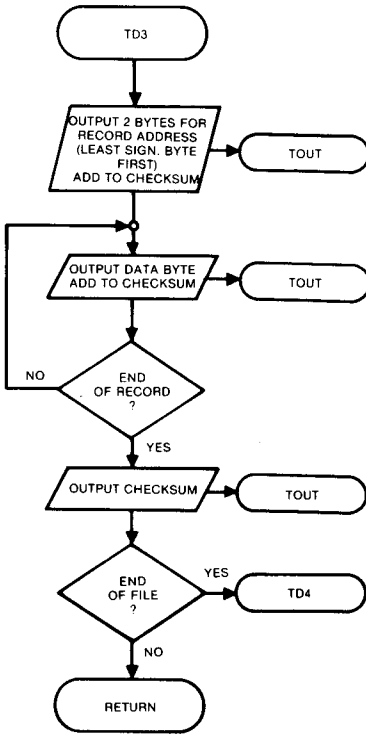 TD3
OUTPUT 2 BYTES FOR
RECORD ADDRESS
(LEAST SIGN. BYTE
FIRST)
ADD TO CHECKSUM
TOUT
OUTPUT DATA BYTE
ADD TO CHECKSUM
TOUT
NO
END
OF RECORD
?
YES
OUTPUT CHECKSUM
TOUT
END
OF FILE
?
YES
TD4
NO
RETURN